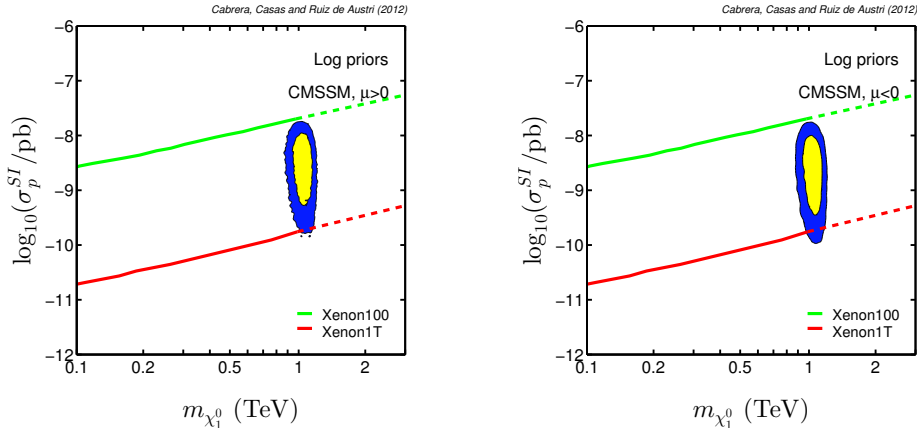 Cabrera, Casas and Ruiz de Austri (2012)
−6
Log priors
−7
CMSSM, μ>0
−8
−9
−10
−11
Xenon100
Xenon1T
−12
0.1
0.2
0.5
1
2
log₁₀(σₚ^SI/pb)
m_χ₁⁰ (TeV)
Cabrera, Casas and Ruiz de Austri (2012)
−6
Log priors
−7
CMSSM, μ<0
−8
−9
−10
−11
Xenon100
Xenon1T
−12
0.1
0.2
0.5
1
2
log₁₀(σₚ^SI/pb)
m_χ₁⁰ (TeV)